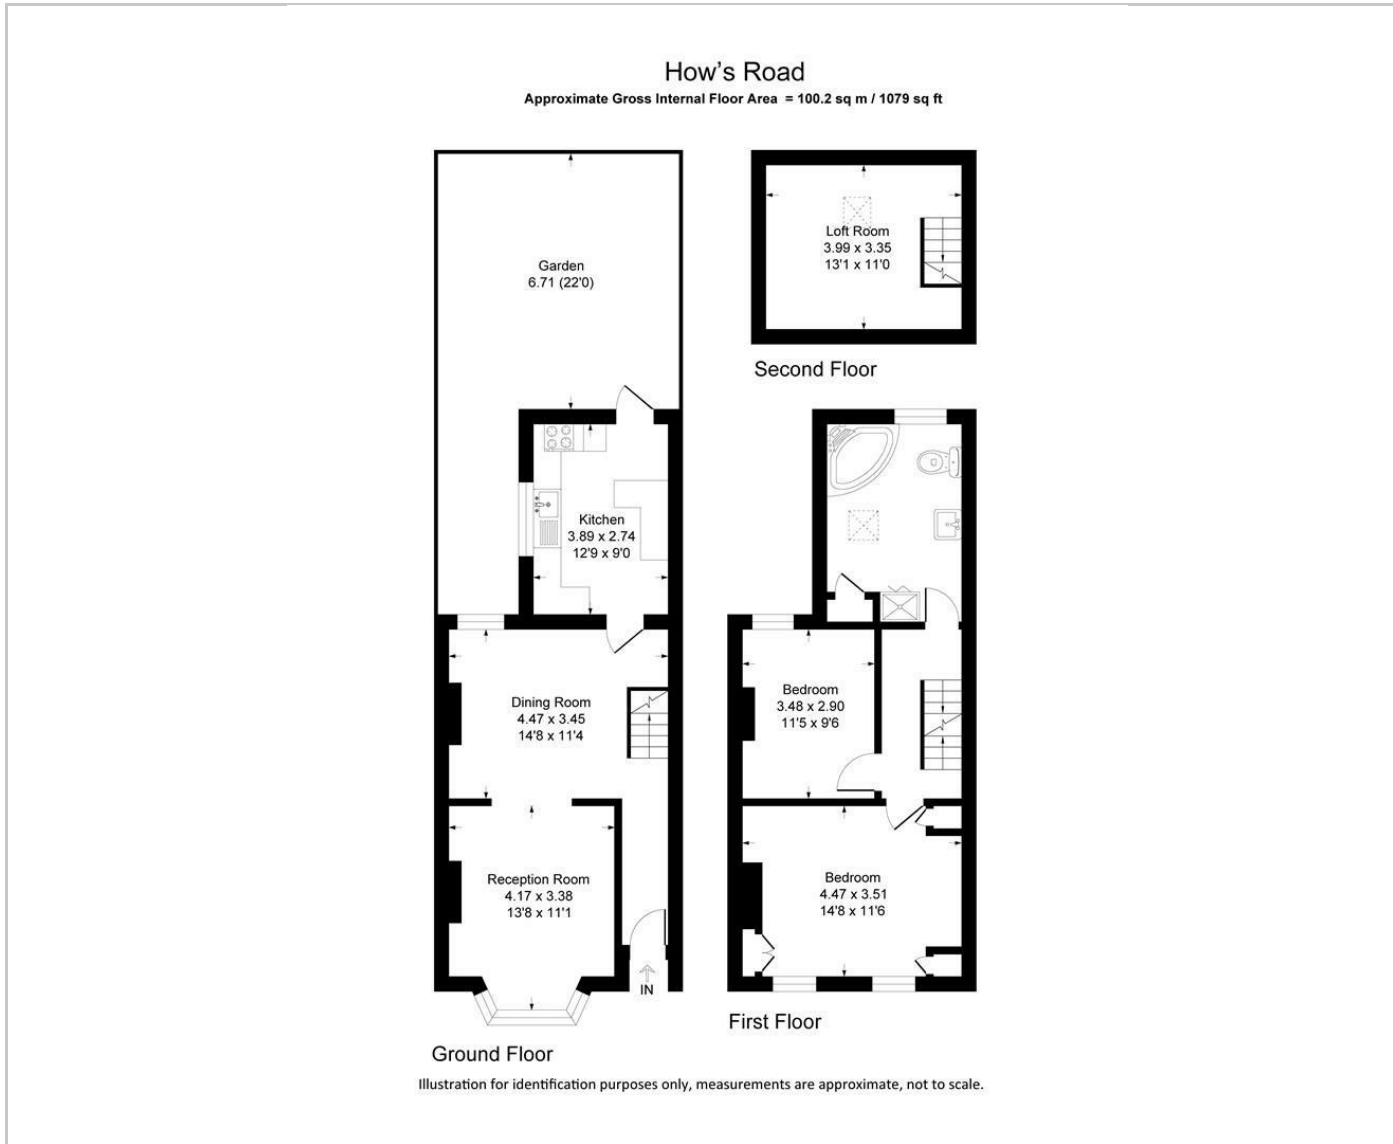 How's Road
Approximate Gross Internal Floor Area = 100.2 sq m / 1079 sq ft
Garden
6.71 (22'0)
Loft Room
3.99 x 3.35
13'1 x 11'0
Second Floor
Kitchen
3.89 x 2.74
12'9 x 9'0
Dining Room
4.47 x 3.45
14'8 x 11'4
Bedroom
3.48 x 2.90
11'5 x 9'6
Reception Room
4.17 x 3.38
13'8 x 11'1
Bedroom
4.47 x 3.51
14'8 x 11'6
IN
First Floor
Ground Floor
Illustration for identification purposes only, measurements are approximate, not to scale.